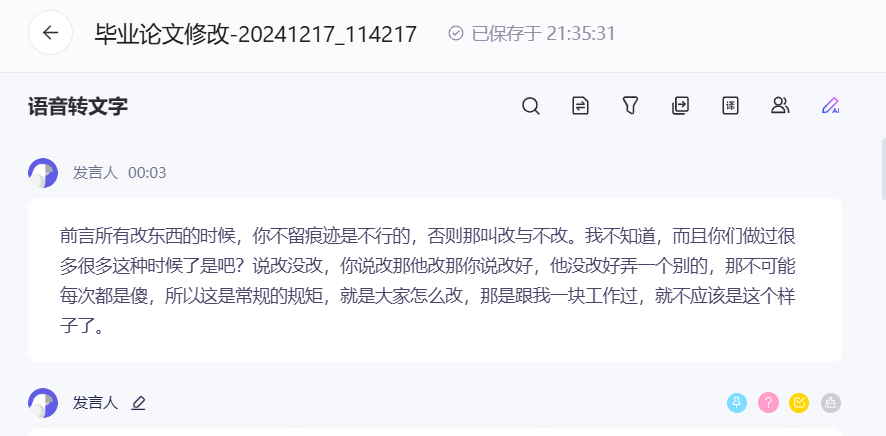 毕业论文修改-20241217_114217 已保存于 21:35:31
语音转文字
译
AI
发言人 00:03
前言所有改东西的时候，你不留痕迹是不行的，否则那叫改与不改。我不知道，而且你们做过很
多很多这种时候了是吧？说改没改，你说改那他改那你说改好，他没改好弄一个别的，那不可能
每次都是傻，所以这是常规的规矩，就是大家怎么改，那是跟我一块工作过，就不应该是这个样
子了。
发言人